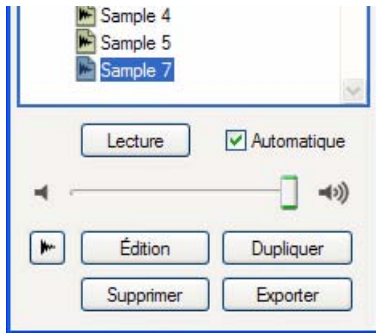 Sample 4
Sample 5
Sample 7
Lecture
Automatique
Édition
Dupliquer
Supprimer
Exporter